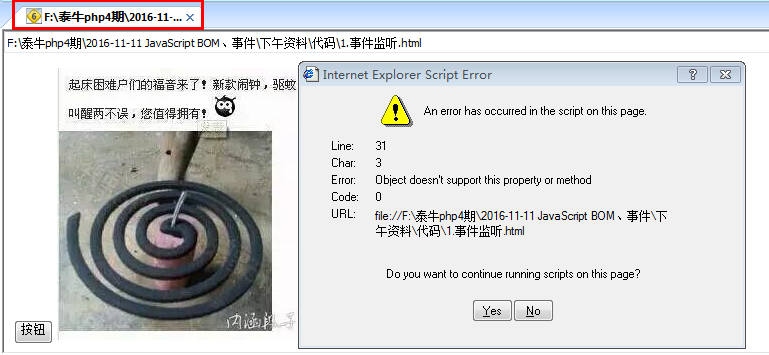 6 F:\泰牛php4期\2016-11-...
F:\泰牛php4期\2016-11-11 JavaScript BOM、事件\下午资料\代码\1.事件监听.html
起床困难户们的福音来了！新款闹钟，驱蚊
叫醒两不误，您值得拥有！
内涵段子
按钮
Internet Explorer Script Error
An error has occurred in the script on this page.
Line: 31
Char: 3
Error: Object doesn't support this property or method
Code: 0
URL: file://F:\泰牛php4期\2016-11-11 JavaScript BOM、事件\下
午资料\代码\1.事件监听.html
Do you want to continue running scripts on this page?
Yes No